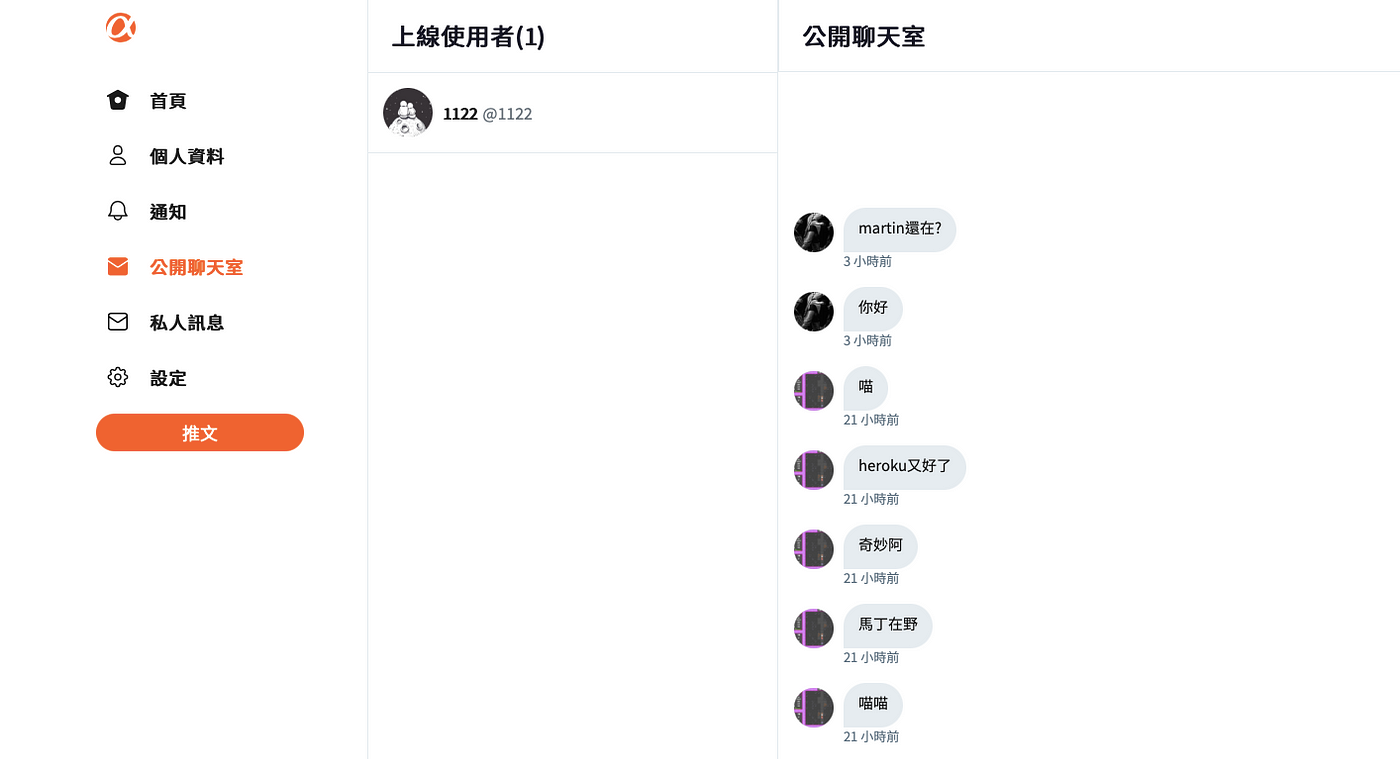 首頁
個人資料
通知
公開聊天室
私人訊息
設定
推文
上線使用者(1)
1122 @1122
公開聊天室
martin還在?
3 小時前
你好
3 小時前
喵
21 小時前
heroku又好了
21 小時前
奇妙阿
21 小時前
馬丁在野
21 小時前
喵喵
21 小時前